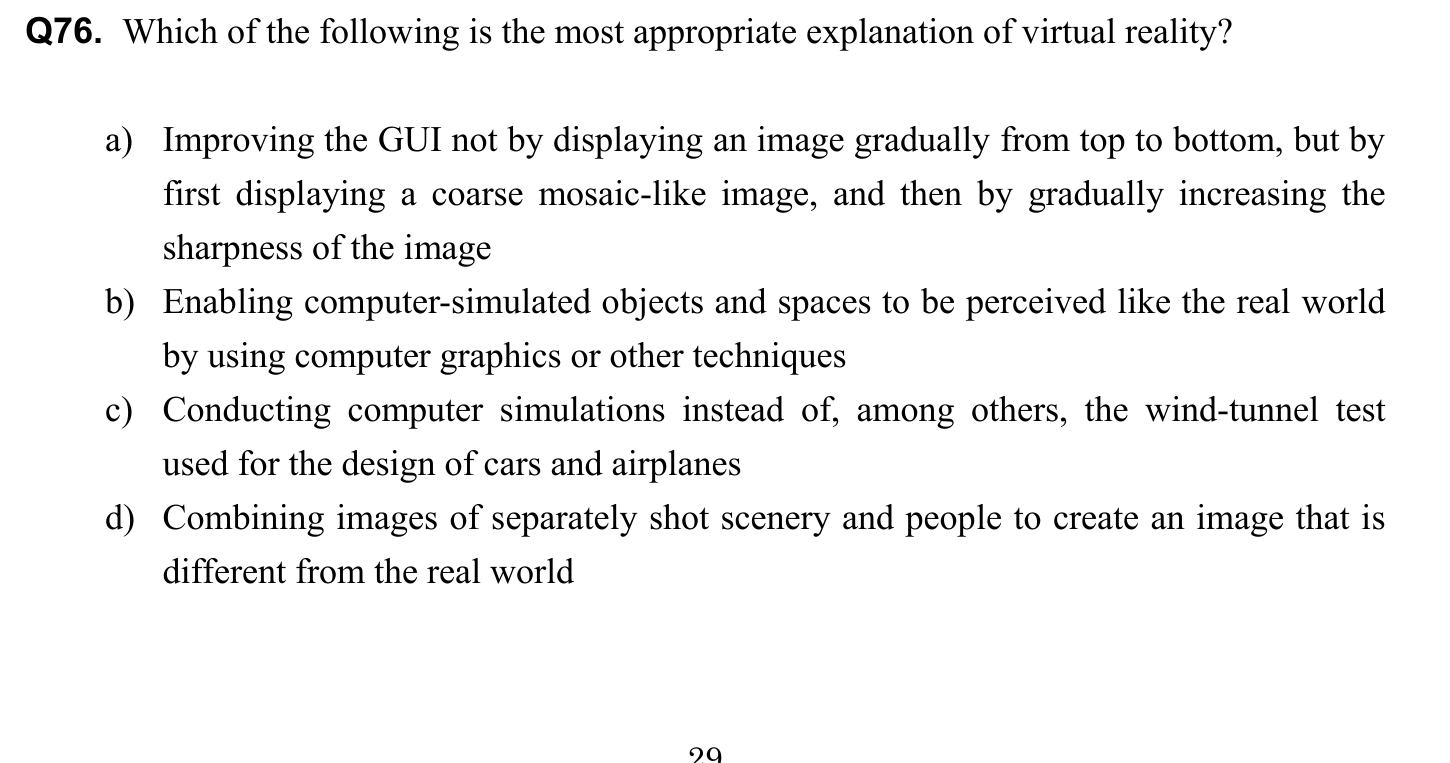 Q76. Which of the following is the most appropriate explanation of virtual reality?
a) Improving the GUI not by displaying an image gradually from top to bottom, but by
first displaying a coarse mosaic-like image, and then by gradually increasing the
sharpness of the image
b) Enabling computer-simulated objects and spaces to be perceived like the real world
by using computer graphics or other techniques
c) Conducting computer simulations instead of, among others, the wind-tunnel test
used for the design of cars and airplanes
d) Combining images of separately shot scenery and people to create an image that is
different from the real world
29